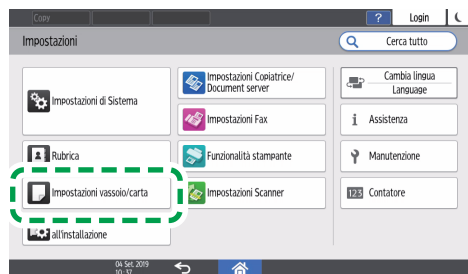 Copy
? Login
Impostazioni
Cerca tutto
Impostazioni di Sistema
Impostazioni Copiatrice/
Document server
Cambia lingua
Language
Impostazioni Fax
Assistenza
Rubrica
Funzionalità stampante
Manutenzione
Impostazioni vassoio/carta
Impostazioni Scanner
123 Contatore
all'installazione
04 Set, 2019
10: 37